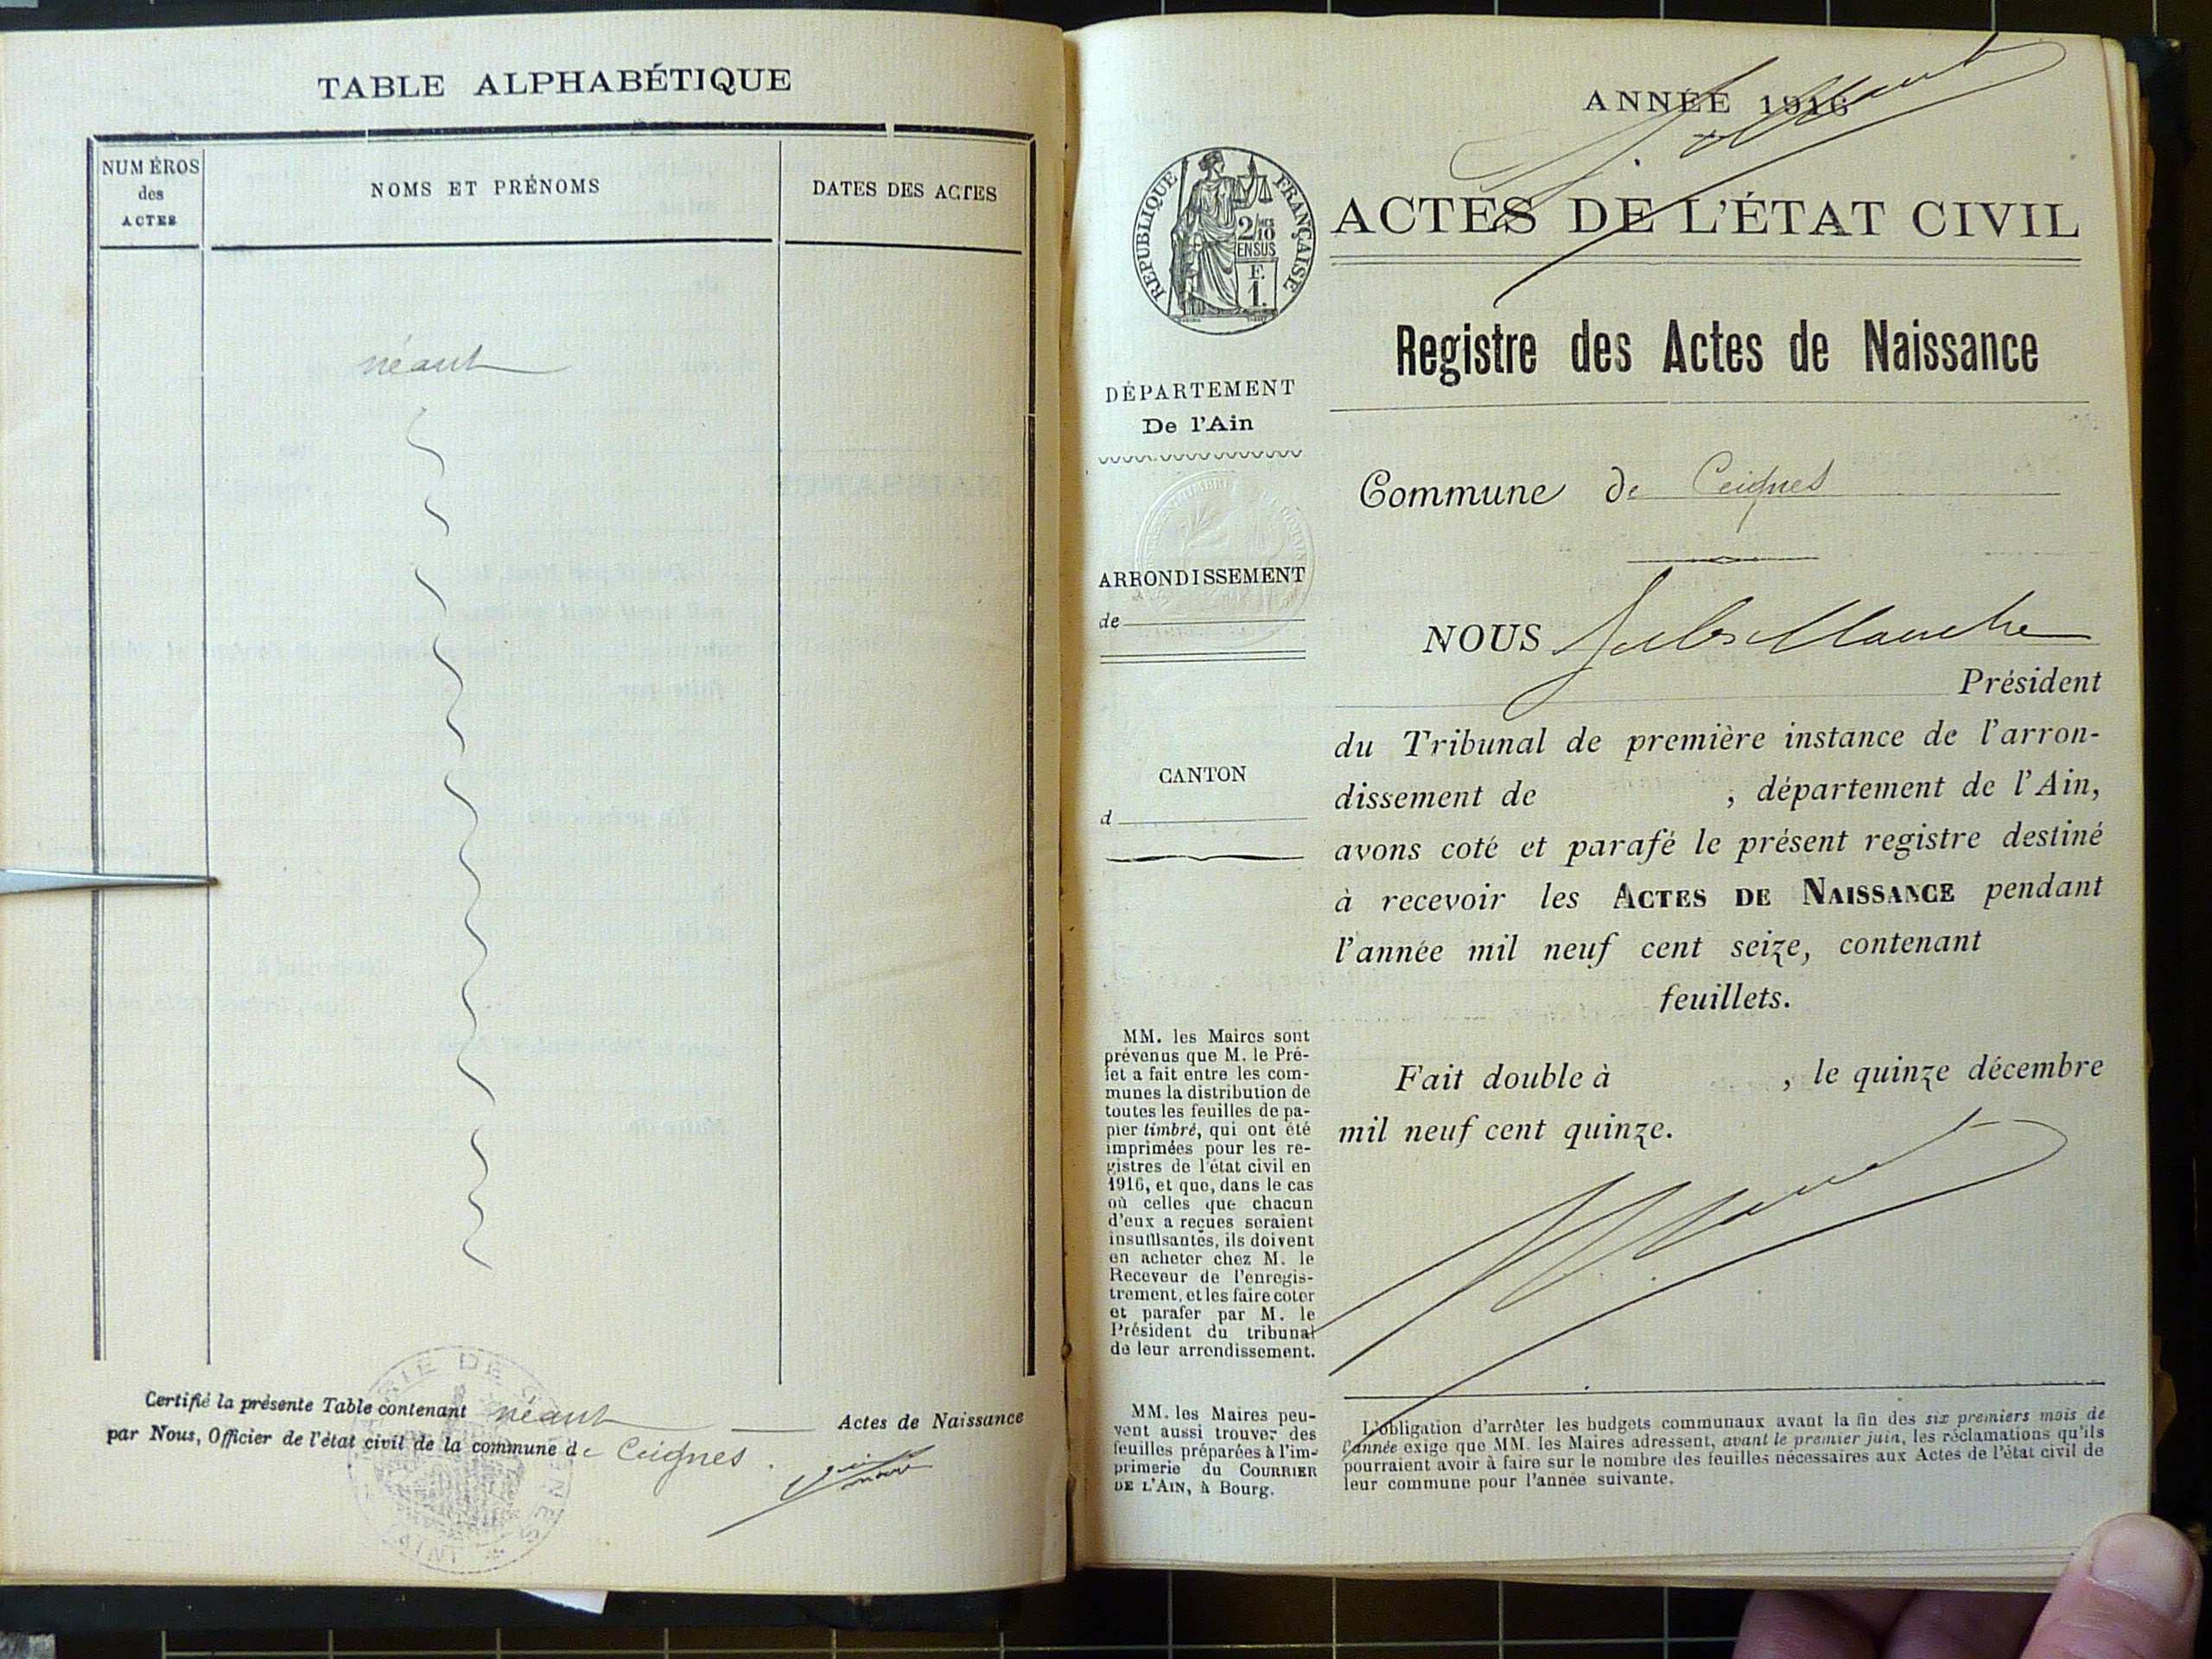 TABLE ALPHABÉTIQUE
NUMÉROS
des
ACTES
NOMS ET PRÉNOMS
DATES DES ACTES
néant
Certifié la présente Table contenant néant Actes de Naissance
par Nous, Officier de l'état civil de la commune de Ceignes.
MAIRIE DE CEIGNES
AIN
ANNÉE 1916
RÉPUBLIQUE FRANÇAISE
2/10
EN SUS
F.
1.
ACTES DE L'ÉTAT CIVIL
Registre des Actes de Naissance
DÉPARTEMENT
De l'Ain
Commune de Ceignes
ARRONDISSEMENT
de
NOUS Jules
Président
du Tribunal de première instance de l'arron-
dissement de , département de l'Ain,
avons coté et parafé le présent registre destiné
à recevoir les ACTES DE NAISSANCE pendant
l'année mil neuf cent seize, contenant
feuillets.
Fait double à , le quinze décembre
mil neuf cent quinze.
CANTON
d
MM. les Maires sont
prévenus que M. le Pré-
fet a fait entre les com-
munes la distribution de
toutes les feuilles de pa-
pier timbré, qui ont été
imprimées pour les re-
gistres de l'état civil en
1916, et que, dans le cas
où celles que chacun
d'eux a reçues seraient
insuffisantes, ils doivent
en acheter chez M. le
Receveur de l'enregis-
trement, et les faire coter
et parafer par M. le
Président du tribunal
de leur arrondissement.
MM. les Maires peu-
vent aussi trouver des
feuilles préparées à l'im-
primerie du COURRIER
DE L'AIN, à Bourg.
L'obligation d'arrêter les budgets communaux avant la fin des six premiers mois de
l'année exige que MM. les Maires adressent, avant le premier juin, les réclamations qu'ils
pourraient avoir à faire sur le nombre des feuilles nécessaires aux Actes de l'état civil de
leur commune pour l'année suivante.